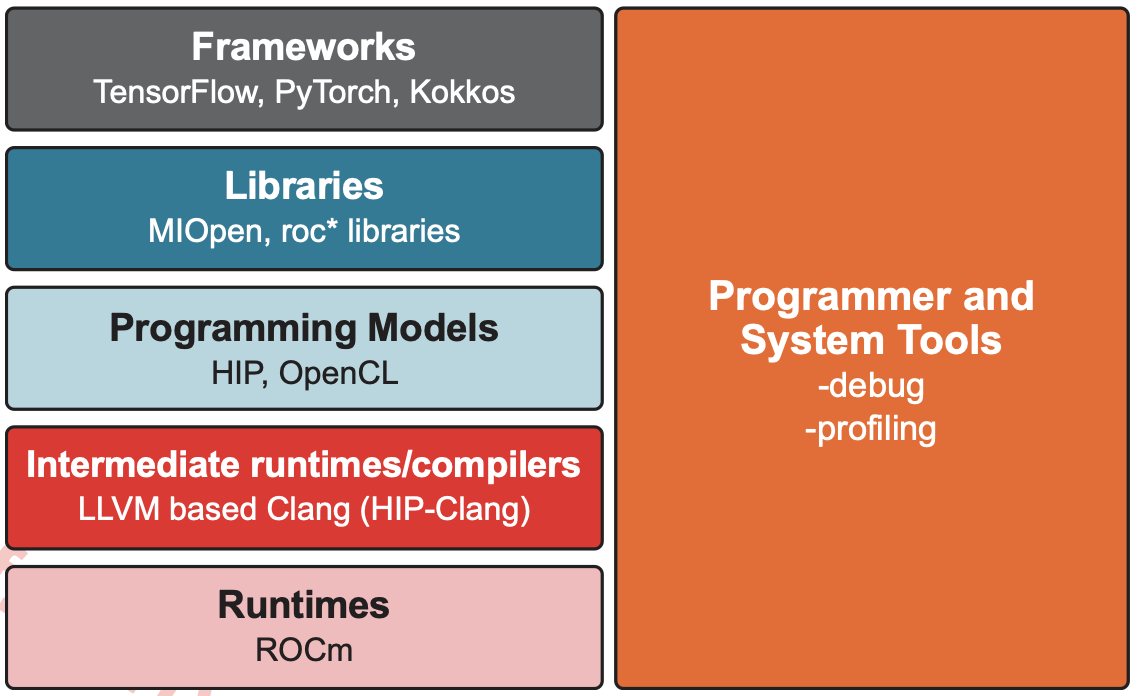 Frameworks
TensorFlow, PyTorch, Kokkos
Libraries
MIOpen, roc* libraries
Programming Models
HIP, OpenCL
Intermediate runtimes/compilers
LLVM based Clang (HIP-Clang)
Runtimes
ROCm
Programmer and
System Tools
-debug
-profiling